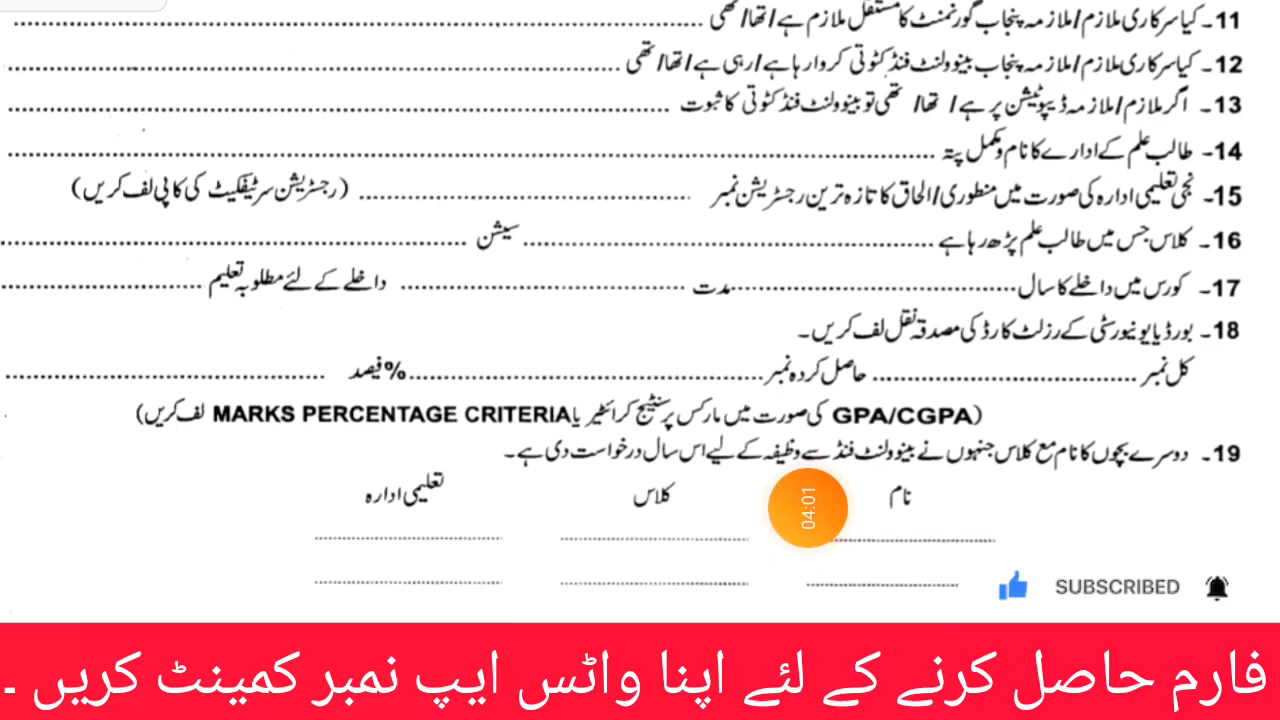 11۔ کیا سرکاری ملازم/ملازمہ پنجاب گورنمنٹ کا مستقل ملازم ہے/تھا/تھی
12۔ کیا سرکاری ملازم/ملازمہ پنجاب بینوولنٹ فنڈ کٹوتی کروا رہا ہے/رہی ہے/تھا/تھی
13۔ اگر ملازم/ملازمہ ڈیپوٹیشن پر ہے/ تھا/ تھی تو بینوولنٹ فنڈ کٹوتی کا ثبوت
14۔ طالب علم کے ادارے کا نام و مکمل پتہ
15۔ نجی تعلیمی ادارہ کی صورت میں منظوری/الحاق کا تازہ ترین رجسٹریشن نمبر (رجسٹریشن سرٹیفکیٹ کی کاپی لف کریں)
16۔ کلاس جس میں طالب علم پڑھ رہا ہے سیشن
17۔ کورس میں داخلے کا سال مدت داخلے کے لئے مطلوبہ تعلیم
18۔ بورڈ یا یونیورسٹی کے رزلٹ کارڈ کی مصدقہ نقل لف کریں۔
کل نمبر حاصل کردہ نمبر %فیصد
(GPA/CGPA کی صورت میں مارکس پرسنٹیج کرائٹیریا MARKS PERCENTAGE CRITERIA لف کریں)
19۔ دوسرے بچوں کا نام مع کلاس جنہوں نے بینوولنٹ فنڈ سے وظیفہ کے لیے اس سال درخواست دی ہے۔
نام کلاس تعلیمی ادارہ
04:01
SUBSCRIBED
فارم حاصل کرنے کے لئے اپنا واٹس ایپ نمبر کمینٹ کریں ۔